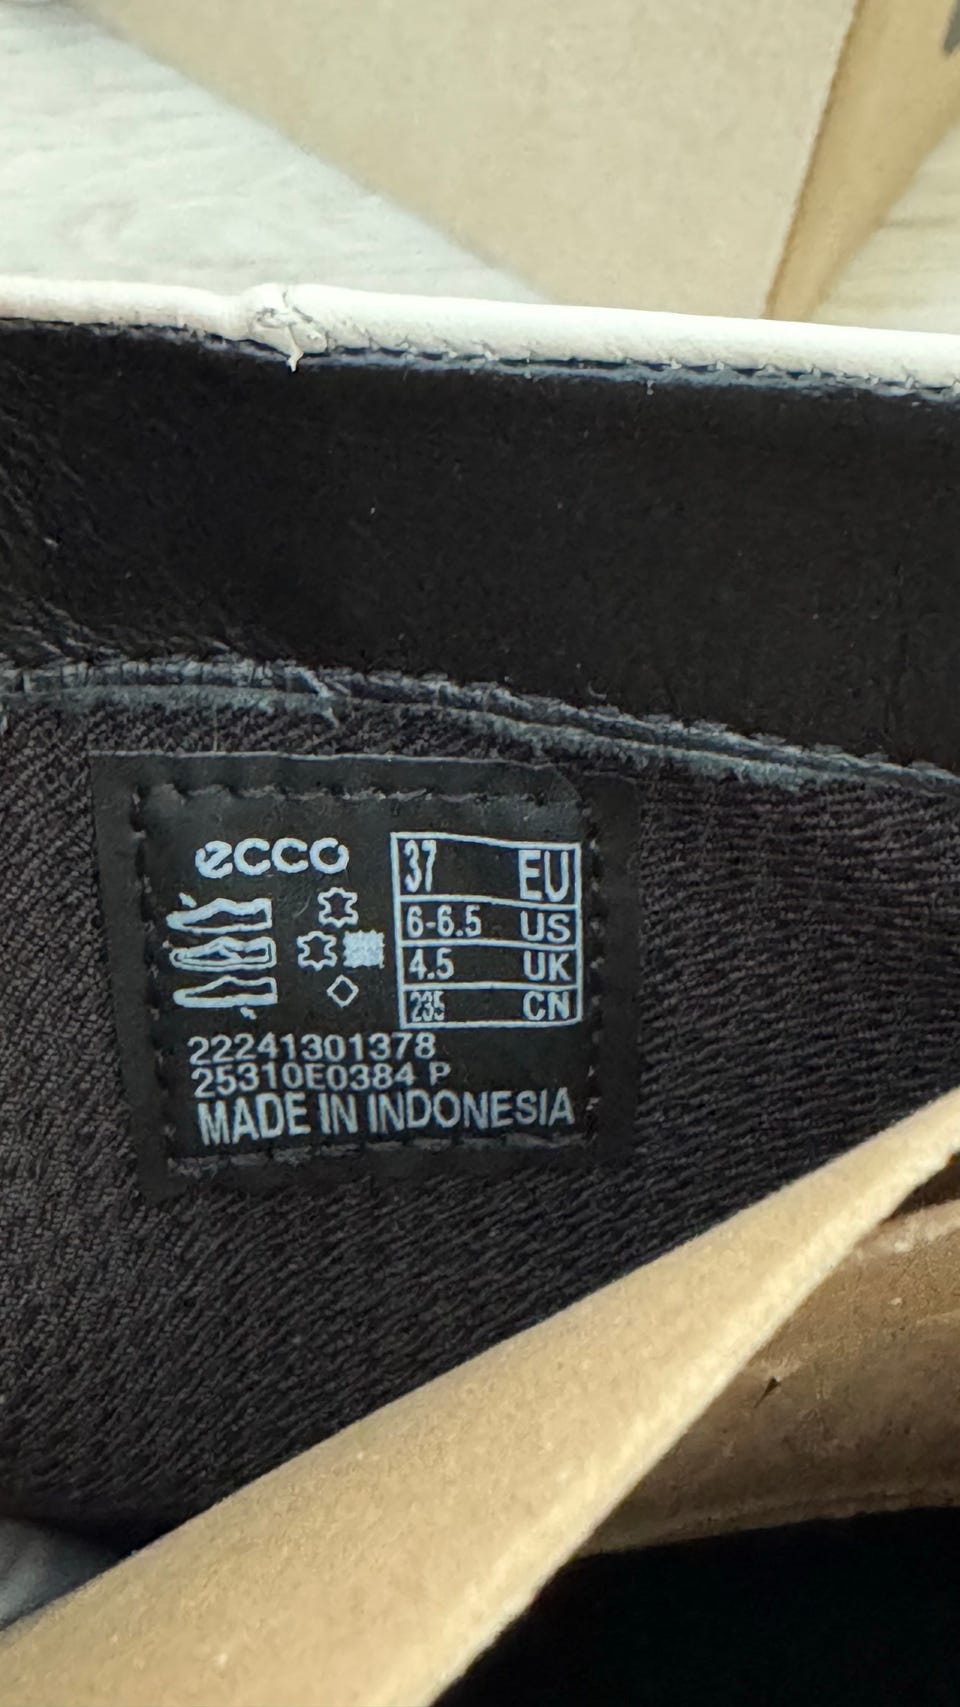 ecco
37 EU
6-6.5 US
4.5 UK
235 CN
22241301378
25310E0384 P
MADE IN INDONESIA